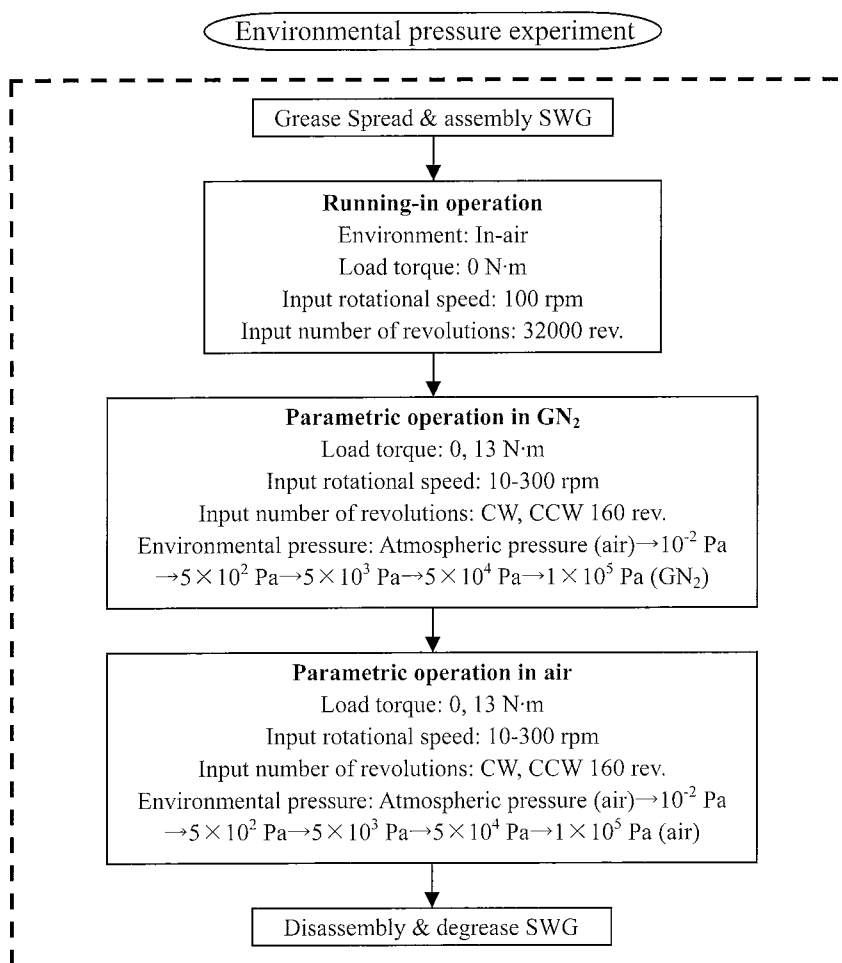 Environmental pressure experiment
Grease Spread & assembly SWG
Running-in operation
Environment: In-air
Load torque: 0 N·m
Input rotational speed: 100 rpm
Input number of revolutions: 32000 rev.
Parametric operation in GN₂
Load torque: 0, 13 N·m
Input rotational speed: 10-300 rpm
Input number of revolutions: CW, CCW 160 rev.
Environmental pressure: Atmospheric pressure (air)→10⁻² Pa
→5×10² Pa→5×10³ Pa→5×10⁴ Pa→1×10⁵ Pa (GN₂)
Parametric operation in air
Load torque: 0, 13 N·m
Input rotational speed: 10-300 rpm
Input number of revolutions: CW, CCW 160 rev.
Environmental pressure: Atmospheric pressure (air)→10⁻² Pa
→5×10² Pa→5×10³ Pa→5×10⁴ Pa→1×10⁵ Pa (air)
Disassembly & degrease SWG